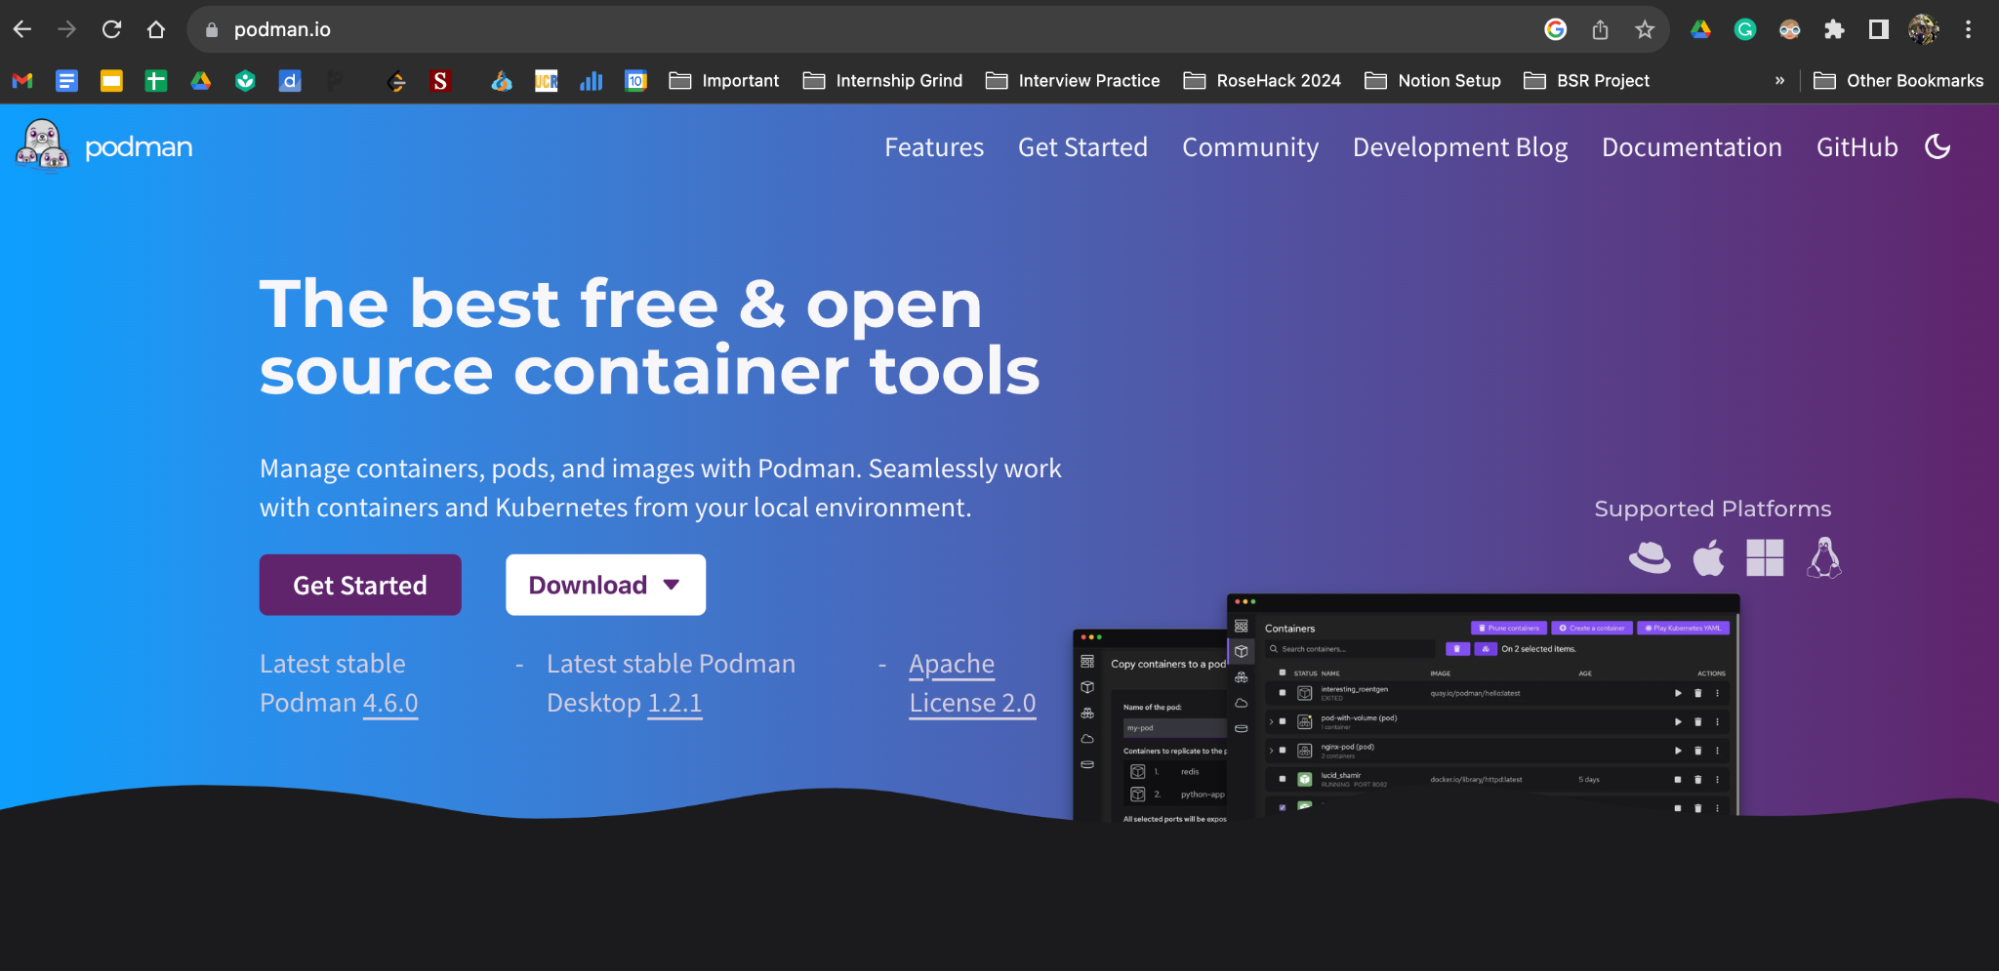 podman.io
10
UCR
Important
Internship Grind
Interview Practice
RoseHack 2024
Notion Setup
BSR Project
»
Other Bookmarks
podman
Features
Get Started
Community
Development Blog
Documentation
GitHub
The best free & open
source container tools
Manage containers, pods, and images with Podman. Seamlessly work
with containers and Kubernetes from your local environment.
Get Started
Download
Latest stable
Podman 4.6.0
-
Latest stable Podman
Desktop 1.2.1
-
Apache
License 2.0
Supported Platforms
Copy containers to a pod
Name of the pod:
my-pod
Containers to replicate to the p
1. redis
2. python-app
All selected ports will be expos
Containers
Prune containers
Create a container
Play Kubernetes YAML
Search containers...
On 2 selected items.
STATUS NAME IMAGE AGE ACTIONS
interesting_roentgen
EXITED
quay.io/podman/hello:latest
pod-with-volume (pod)
1 container
nginx-pod (pod)
2 containers
lucid_shamir
RUNNING PORT 8082
docker.io/library/httpd:latest
5 days